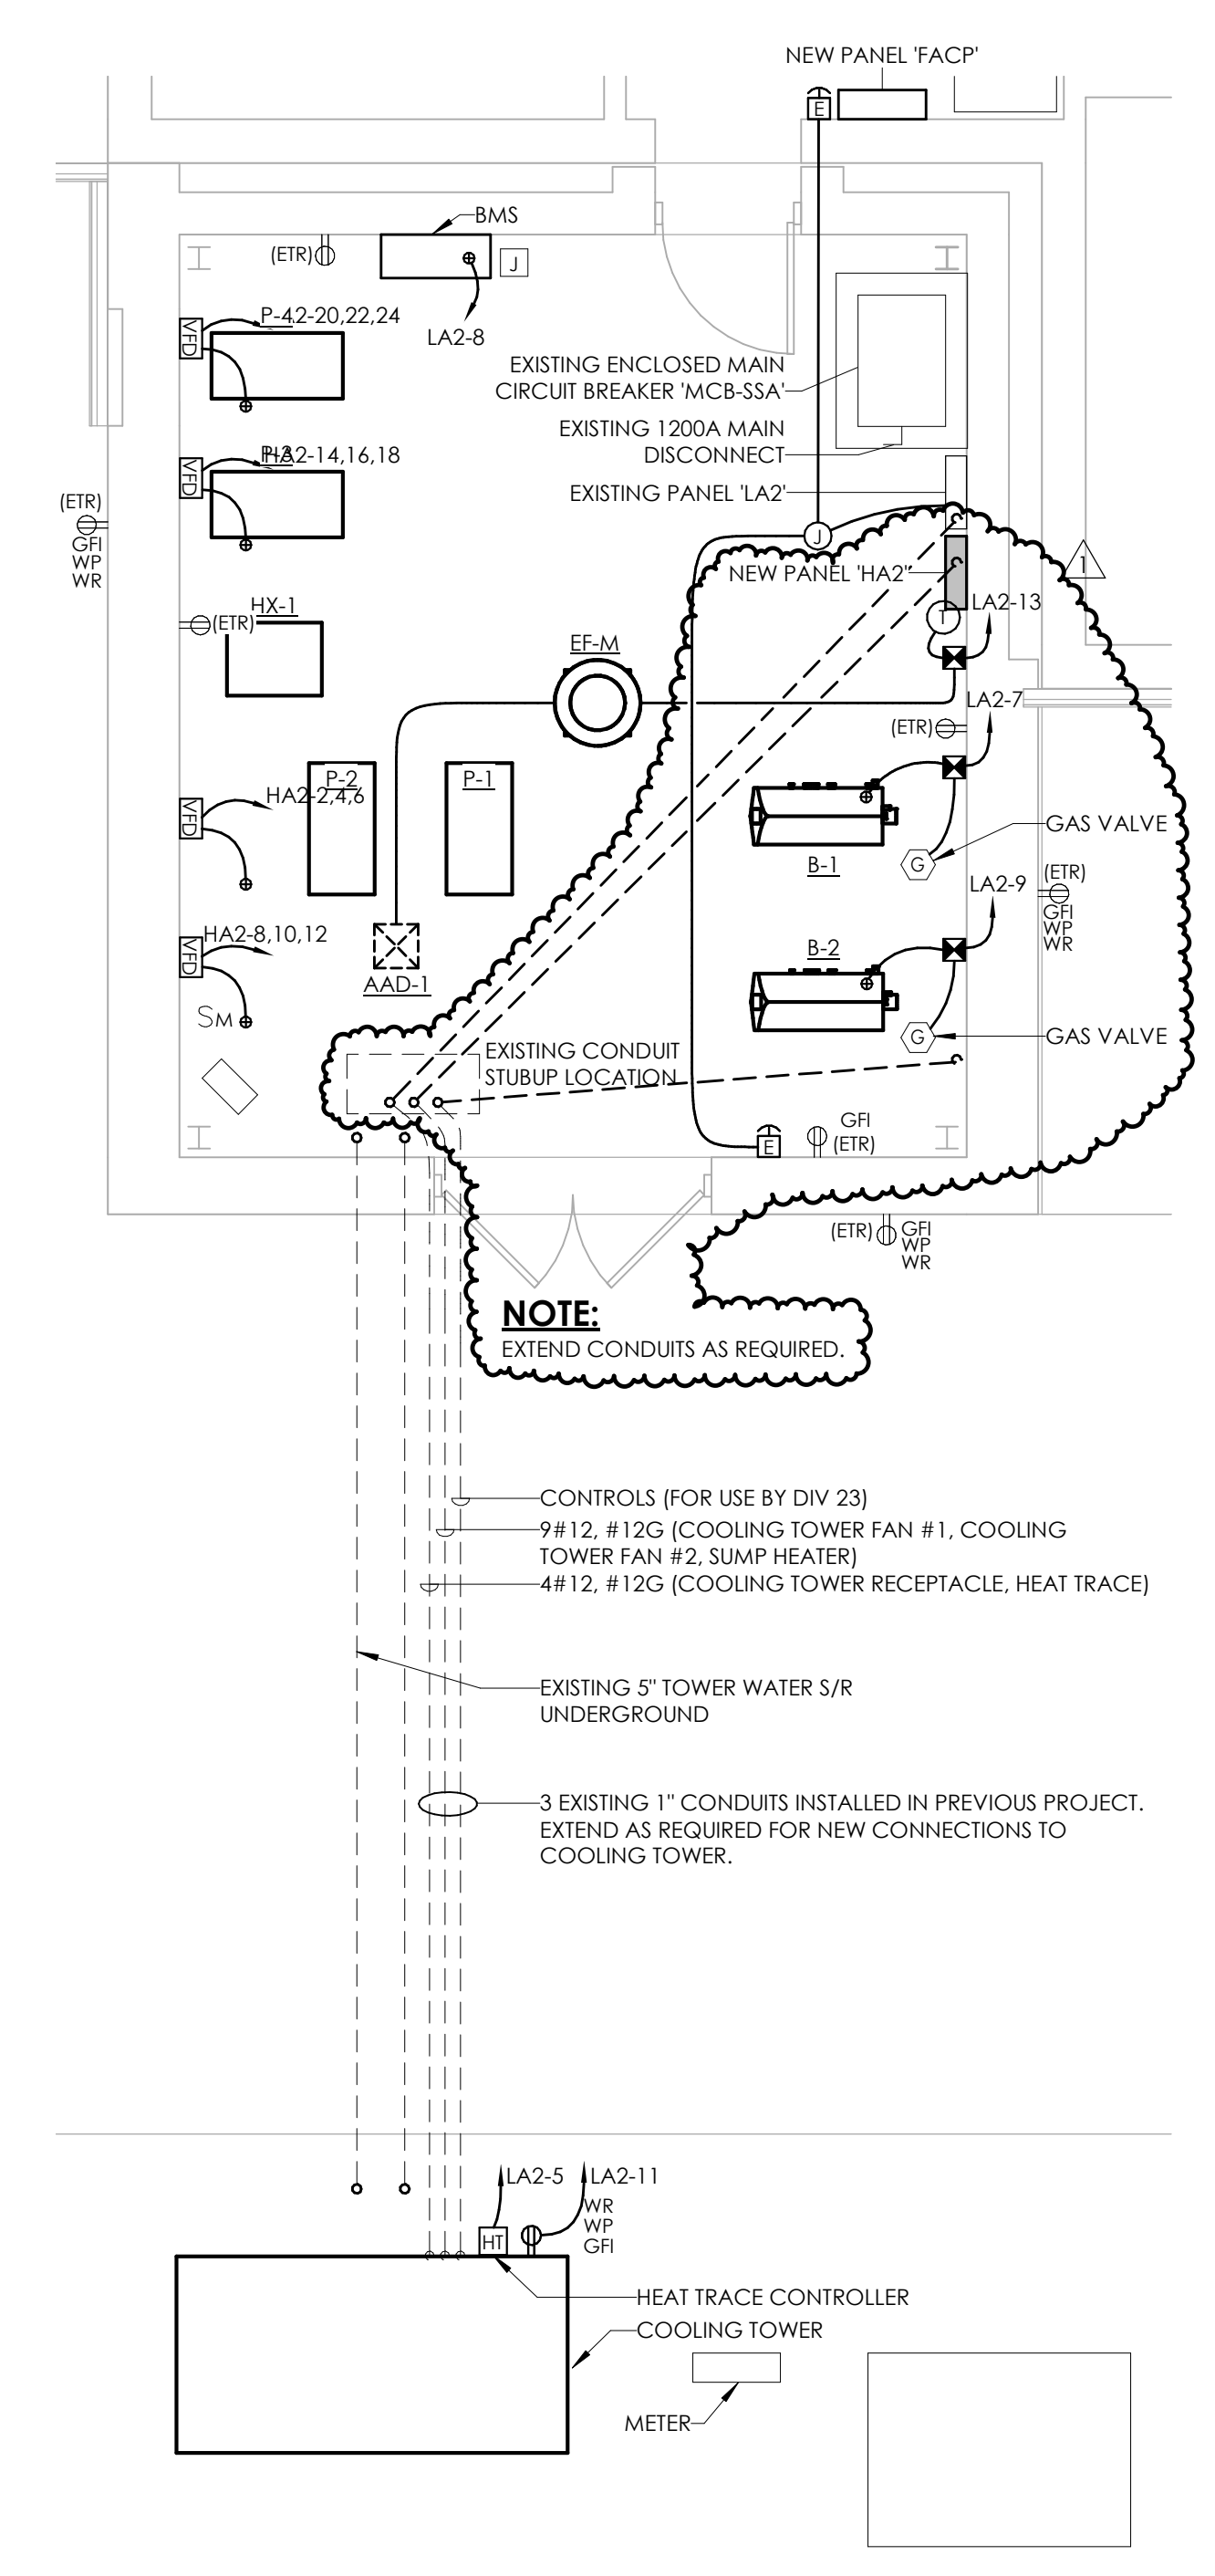 NEW PANEL 'FACP'
E
BMS
(ETR)
J
LA2-8
P-4
2-20,22,24
VFD
EXISTING ENCLOSED MAIN
CIRCUIT BREAKER 'MCB-SSA'
EXISTING 1200A MAIN
DISCONNECT
P-3
HA2-14,16,18
VFD
EXISTING PANEL 'LA2'
(ETR)
GFI
WP
WR
J
NEW PANEL 'HA2'
1
HX-1
(ETR)
T
LA2-13
EF-M
LA2-7
(ETR)
P-2
P-1
HA2-2,4,6
VFD
GAS VALVE
B-1
G
LA2-9
(ETR)
GFI
WP
WR
HA2-8,10,12
VFD
AAD-1
B-2
SM
G
GAS VALVE
EXISTING CONDUIT
STUBUP LOCATION
E
GFI
(ETR)
(ETR)
GFI
WP
WR
NOTE:
EXTEND CONDUITS AS REQUIRED.
CONTROLS (FOR USE BY DIV 23)
9#12, #12G (COOLING TOWER FAN #1, COOLING
TOWER FAN #2, SUMP HEATER)
4#12, #12G (COOLING TOWER RECEPTACLE, HEAT TRACE)
EXISTING 5" TOWER WATER S/R
UNDERGROUND
3 EXISTING 1" CONDUITS INSTALLED IN PREVIOUS PROJECT.
EXTEND AS REQUIRED FOR NEW CONNECTIONS TO
COOLING TOWER.
LA2-5
LA2-11
WR
WP
GFI
HT
HEAT TRACE CONTROLLER
COOLING TOWER
METER